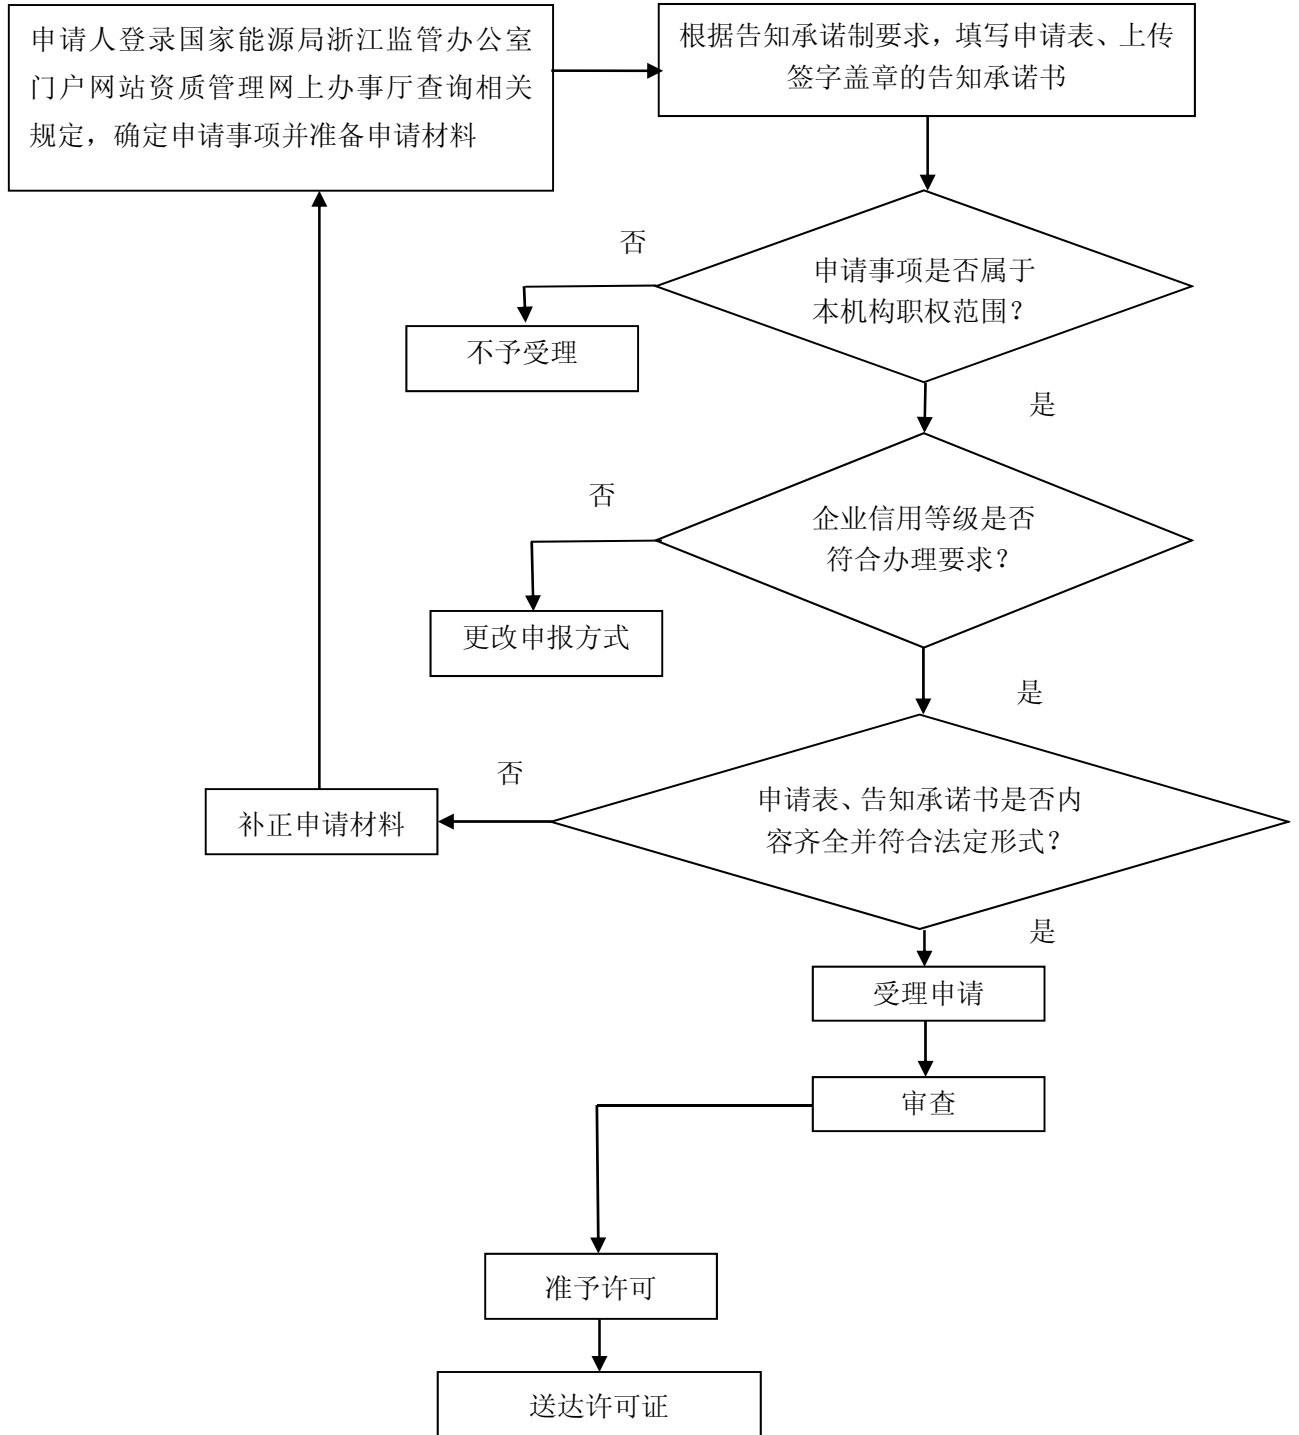 申请人登录国家能源局浙江监管办公室
门户网站资质管理网上办事厅查询相关
规定，确定申请事项并准备申请材料
根据告知承诺制要求，填写申请表、上传
签字盖章的告知承诺书
否
申请事项是否属于
本机构职权范围？
不予受理
是
否
企业信用等级是否
符合办理要求？
更改申报方式
是
否
申请表、告知承诺书是否内
容齐全并符合法定形式？
补正申请材料
是
受理申请
审查
准予许可
送达许可证